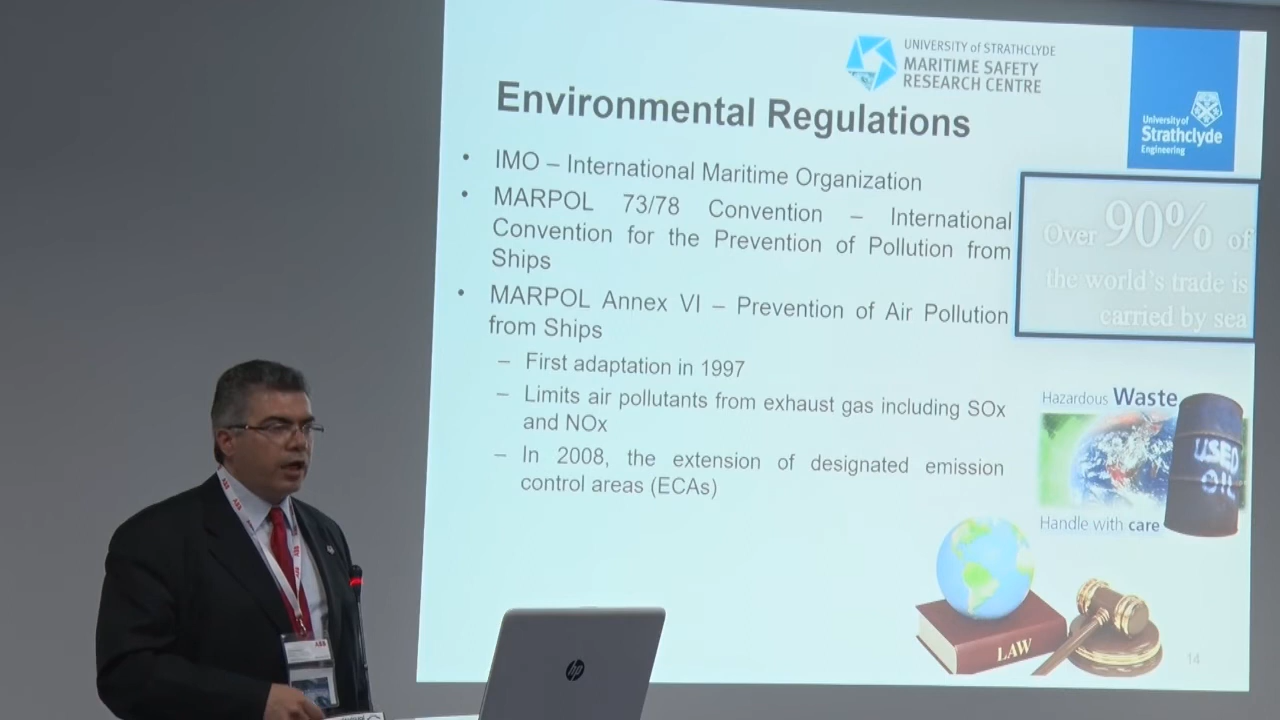 UNIVERSITY of STRATHCLYDE
MARITIME SAFETY
RESEARCH CENTRE
University of
Strathclyde
Engineering
Environmental Regulations
• IMO – International Maritime Organization
• MARPOL 73/78 Convention – International
Convention for the Prevention of Pollution from
Ships
• MARPOL Annex VI – Prevention of Air Pollution
from Ships
– First adaptation in 1997
– Limits air pollutants from exhaust gas including SOx
and NOx
– In 2008, the extension of designated emission
control areas (ECAs)
Over 90% of
the world's trade is
carried by sea
Hazardous Waste
USED
OIL
Handle with care
LAW
14
hp
ABB